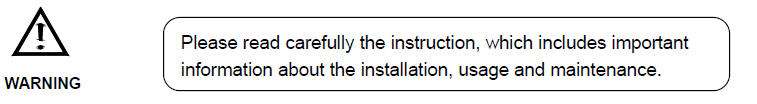 WARNING
Please read carefully the instruction, which includes important
information about the installation, usage and maintenance.